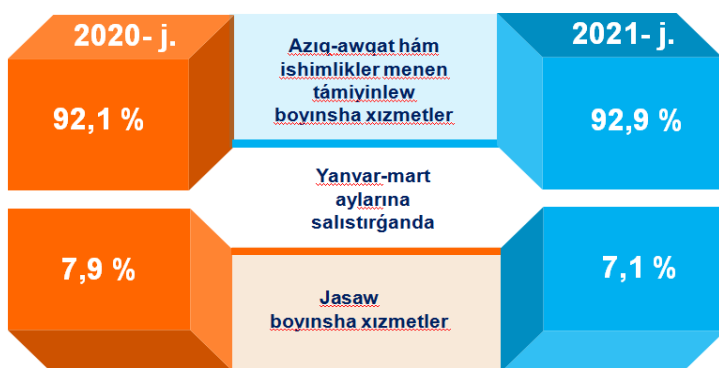 2020- j.
Azıq-awqat hám
ishimlikler menen
támiyinlew
boyınsha xızmetler
2021- j.
92,1 %
92,9 %
Yanvar-mart
aylarına
salıstırǵanda
7,9 %
7,1 %
Jasaw
boyınsha xızmetler